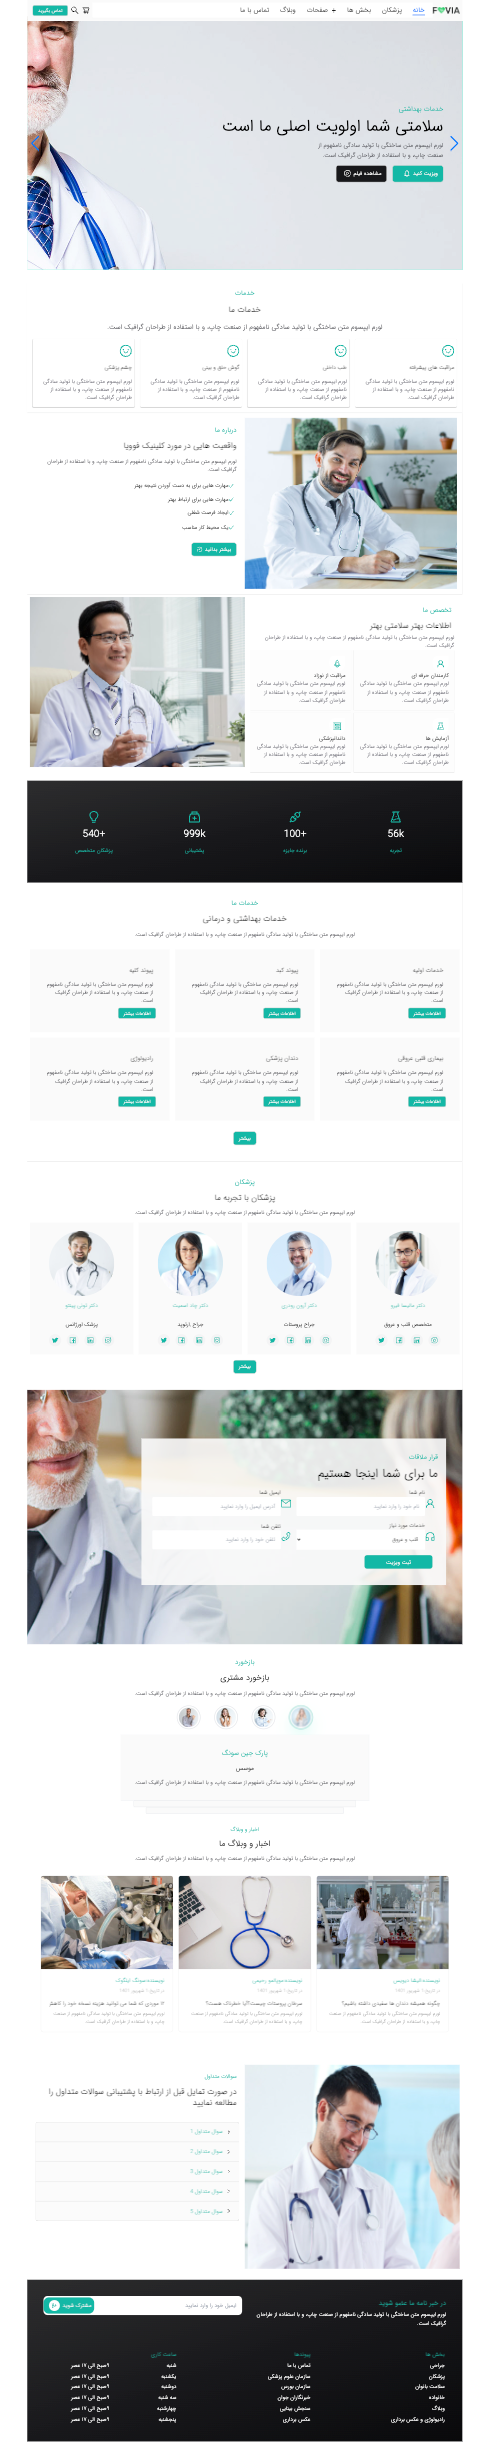 FOVIA
خانه
پزشکان
بخش ها
صفحات +
وبلاگ
تماس با ما
تماس بگیرید
خدمات بهداشتی
سلامتی شما اولویت اصلی ما است
لورم ایپسوم متن ساختگی با تولید سادگی نامفهوم از
صنعت چاپ، و با استفاده از طراحان گرافیک است.
ویزیت کنید
مشاهده فیلم
خدمات
خدمات ما
لورم ایپسوم متن ساختگی با تولید سادگی نامفهوم از صنعت چاپ، و با استفاده از طراحان گرافیک است.
مراقبت های پیشرفته
لورم ایپسوم متن ساختگی با تولید سادگی
نامفهوم از صنعت چاپ، و با استفاده از
طراحان گرافیک است.
طب داخلی
لورم ایپسوم متن ساختگی با تولید سادگی
نامفهوم از صنعت چاپ، و با استفاده از
طراحان گرافیک است.
گوش حلق و بینی
لورم ایپسوم متن ساختگی با تولید سادگی
نامفهوم از صنعت چاپ، و با استفاده از
طراحان گرافیک است.
چشم پزشکی
لورم ایپسوم متن ساختگی با تولید سادگی
نامفهوم از صنعت چاپ، و با استفاده از
طراحان گرافیک است.
درباره ما
واقعیت هایی در مورد کلینیک فوویا
لورم ایپسوم متن ساختگی با تولید سادگی نامفهوم از صنعت چاپ، و با استفاده از طراحان
گرافیک است.
مهارت هایی برای به دست آوردن نتیجه بهتر
مهارت هایی برای ارتباط بهتر
ایجاد فرصت شغلی
یک محیط کار مناسب
بیشتر بدانید
تخصص ما
اطلاعات بهتر سلامتی بهتر
لورم ایپسوم متن ساختگی با تولید سادگی نامفهوم از صنعت چاپ، و با استفاده از طراحان
گرافیک است.
کارمندان حرفه ای
لورم ایپسوم متن ساختگی با تولید سادگی
نامفهوم از صنعت چاپ، و با استفاده از
طراحان گرافیک است.
مراقبت از نوزاد
لورم ایپسوم متن ساختگی با تولید سادگی
نامفهوم از صنعت چاپ، و با استفاده از
طراحان گرافیک است.
آزمایش ها
لورم ایپسوم متن ساختگی با تولید سادگی
نامفهوم از صنعت چاپ، و با استفاده از
طراحان گرافیک است.
دندانپزشکی
لورم ایپسوم متن ساختگی با تولید سادگی
نامفهوم از صنعت چاپ، و با استفاده از
طراحان گرافیک است.
56k
تجربه
100+
برنده جایزه
999k
پشتیبانی
540+
پزشکان متخصص
خدمات ما
خدمات بهداشتی و درمانی
لورم ایپسوم متن ساختگی با تولید سادگی نامفهوم از صنعت چاپ، و با استفاده از طراحان گرافیک است.
خدمات اولیه
لورم ایپسوم متن ساختگی با تولید سادگی نامفهوم
از صنعت چاپ، و با استفاده از طراحان گرافیک
است.
اطلاعات بیشتر
پیوند کبد
لورم ایپسوم متن ساختگی با تولید سادگی نامفهوم
از صنعت چاپ، و با استفاده از طراحان گرافیک
است.
اطلاعات بیشتر
پیوند کلیه
لورم ایپسوم متن ساختگی با تولید سادگی نامفهوم
از صنعت چاپ، و با استفاده از طراحان گرافیک
است.
اطلاعات بیشتر
بیماری قلبی عروقی
لورم ایپسوم متن ساختگی با تولید سادگی نامفهوم
از صنعت چاپ، و با استفاده از طراحان گرافیک
است.
اطلاعات بیشتر
دندان پزشکی
لورم ایپسوم متن ساختگی با تولید سادگی نامفهوم
از صنعت چاپ، و با استفاده از طراحان گرافیک
است.
اطلاعات بیشتر
رادیولوژی
لورم ایپسوم متن ساختگی با تولید سادگی نامفهوم
از صنعت چاپ، و با استفاده از طراحان گرافیک
است.
اطلاعات بیشتر
بیشتر
پزشکان
پزشکان با تجربه ما
لورم ایپسوم متن ساختگی با تولید سادگی نامفهوم از صنعت چاپ، و با استفاده از طراحان گرافیک است.
متخصص قلب و عروق
جراح پروستات
دکتر جاد اسمیت
جراح ارتوپد
دکتر تونی پینتو
پزشک اورژانس
بیشتر
قرار ملاقات
ما برای شما اینجا هستیم
نام شما
نام خود را وارد نمایید
ایمیل شما
آدرس ایمیل را وارد نمایید
خدمات مورد نیاز
قلب و عروق
تلفن شما
تلفن خود را وارد نمایید
ثبت ویزیت
بازخورد
بازخورد مشتری
لورم ایپسوم متن ساختگی با تولید سادگی نامفهوم از صنعت چاپ، و با استفاده از طراحان گرافیک است.
پارک جین سونگ
موسس
لورم ایپسوم متن ساختگی با تولید سادگی نامفهوم از صنعت چاپ، و با استفاده از طراحان گرافیک است.
اخبار و وبلاگ
اخبار و وبلاگ ما
لورم ایپسوم متن ساختگی با تولید سادگی نامفهوم از صنعت چاپ، و با استفاده از طراحان گرافیک است.
چگونه همیشه دندان ها سفیدی داشته باشیم؟
لورم ایپسوم متن ساختگی با تولید سادگی نامفهوم از صنعت
چاپ، و با استفاده از طراحان گرافیک است.
سرطان پروستات چیست؟آیا خطرناک هست؟
لورم ایپسوم متن ساختگی با تولید سادگی نامفهوم از صنعت
چاپ، و با استفاده از طراحان گرافیک است.
۱۲ موردی که شما می توانید هزینه نسخه خود را کاهش
لورم ایپسوم متن ساختگی با تولید سادگی نامفهوم از صنعت
چاپ، و با استفاده از طراحان گرافیک است.
سوالات متداول
در صورت تمایل قبل از ارتباط با پشتیبانی سوالات متداول را
مطالعه نمایید
سوال متداول 1
سوال متداول 2
سوال متداول 3
سوال متداول 4
سوال متداول 5
در خبر نامه ما عضو شوید
لورم ایپسوم متن ساختگی با تولید سادگی نامفهوم از صنعت چاپ، و با استفاده از طراحان
گرافیک است.
ایمیل خود را وارد نمایید
مشترک شوید
بخش ها
جراحی
پزشکان
سلامت بانوان
خانواده
وبلاگ
رادیولوژی و عکس برداری
پیوندها
تماس با ما
سازمان علوم پزشکی
سازمان بورس
خبرنگاران جوان
سنجش بینایی
عکس برداری
ساعت کاری
شنبه
۹صبح الی ۱۷ عصر
یکشنبه
۹صبح الی ۱۷ عصر
دوشنبه
۹صبح الی ۱۷ عصر
سه شنبه
۹صبح الی ۱۷ عصر
چهارشنبه
۹صبح الی ۱۷ عصر
پنجشنبه
۹صبح الی ۱۷ عصر